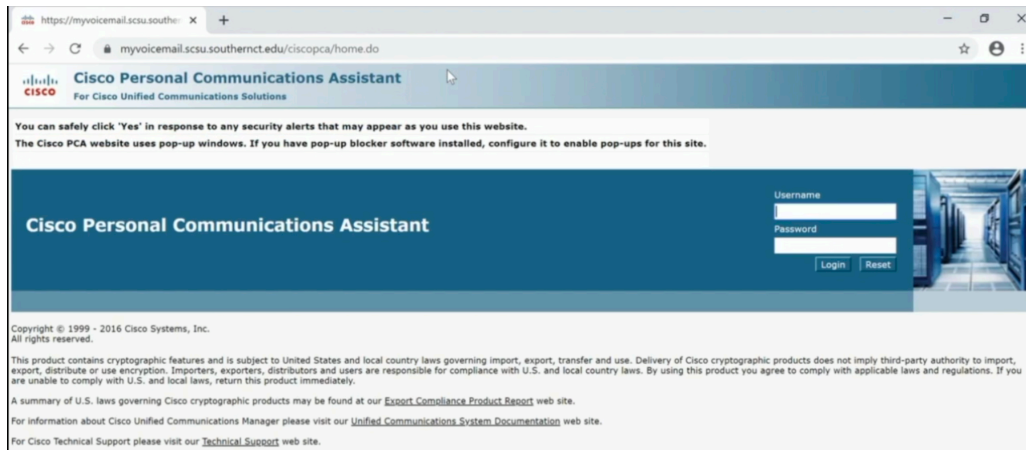 https://myvoicemail.scsu.souther
myvoicemail.scsu.southernct.edu/ciscopca/home.do
CISCO
Cisco Personal Communications Assistant
For Cisco Unified Communications Solutions
You can safely click 'Yes' in response to any security alerts that may appear as you use this website.
The Cisco PCA website uses pop-up windows. If you have pop-up blocker software installed, configure it to enable pop-ups for this site.
Cisco Personal Communications Assistant
Username
Password
Login Reset
Copyright © 1999 - 2016 Cisco Systems, Inc.
All rights reserved.
This product contains cryptographic features and is subject to United States and local country laws governing import, export, transfer and use. Delivery of Cisco cryptographic products does not imply third-party authority to import,
export, distribute or use encryption. Importers, exporters, distributors and users are responsible for compliance with U.S. and local country laws. By using this product you agree to comply with applicable laws and regulations. If you
are unable to comply with U.S. and local laws, return this product immediately.
A summary of U.S. laws governing Cisco cryptographic products may be found at our Export Compliance Product Report web site.
For information about Cisco Unified Communications Manager please visit our Unified Communications System Documentation web site.
For Cisco Technical Support please visit our Technical Support web site.